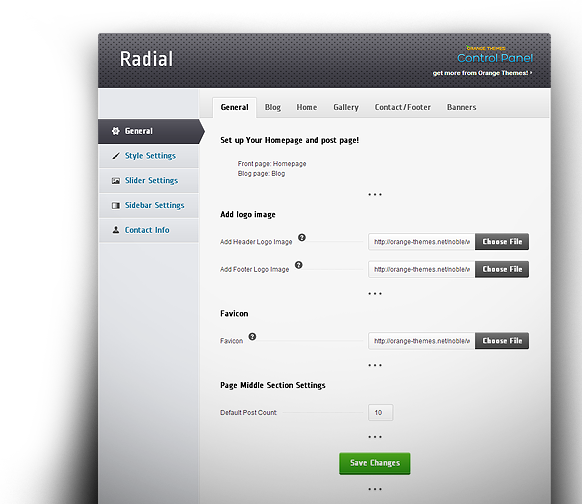 Radial
ORANGE THEMES
Control Panel
get more from Orange Themes! ›
General Blog Home Gallery Contact/Footer Banners
General
Style Settings
Slider Settings
Sidebar Settings
Contact Info
Set up Your Homepage and post page!
Front page: Homepage
Blog page: Blog
Add logo image
Add Header Logo Image ? http://orange-themes.net/noble/ Choose File
Add Footer Logo Image ? http://orange-themes.net/noble/ Choose File
Favicon
Favicon ? http://orange-themes.net/noble/ Choose File
Page Middle Section Settings
Default Post Count 10
Save Changes